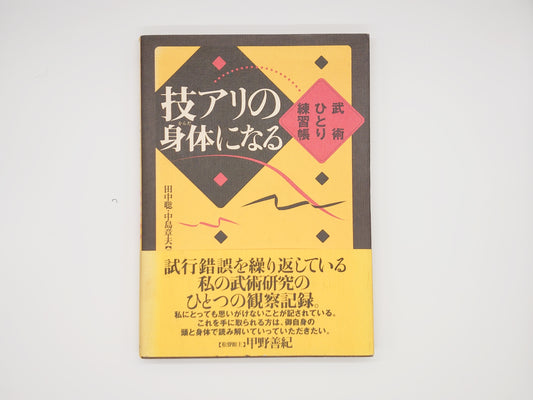 武術
ひとり
練習帳
技アリの
身体になる
からだ
田中聡・中島章夫【
試行錯誤を繰り返している
私の武術研究の
ひとつの観察記録。
私にとっても思いがけないことが記されている。
これを手に取られる方は、御自身の
頭と身体で読み解いていっていただきたい。
甲野善紀